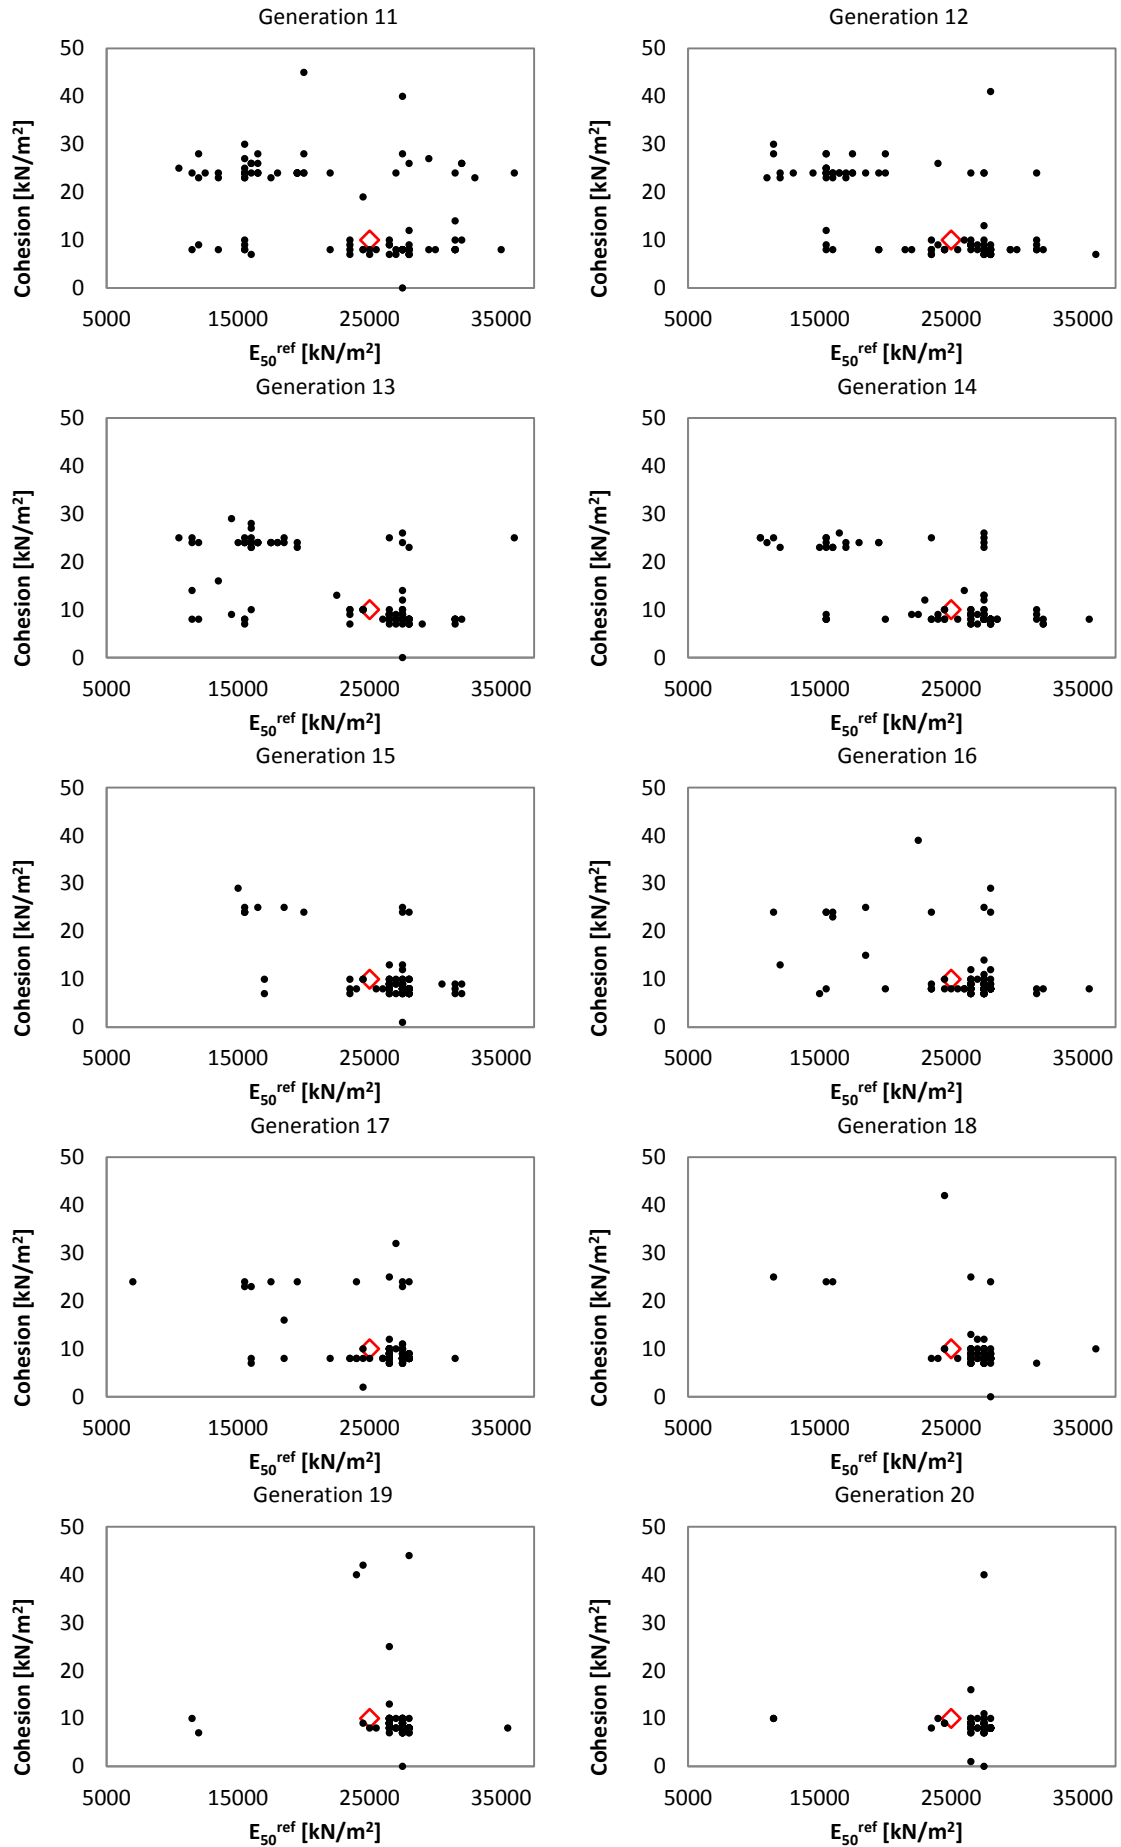 Generation 11
50
40
30
20
10
0
Cohesion [kN/m²]
5000 15000 25000 35000
E₅₀ʳᵉᶠ [kN/m²]
Generation 12
50
40
30
20
10
0
Cohesion [kN/m²]
5000 15000 25000 35000
E₅₀ʳᵉᶠ [kN/m²]
Generation 13
50
40
30
20
10
0
Cohesion [kN/m²]
5000 15000 25000 35000
E₅₀ʳᵉᶠ [kN/m²]
Generation 14
50
40
30
20
10
0
Cohesion [kN/m²]
5000 15000 25000 35000
E₅₀ʳᵉᶠ [kN/m²]
Generation 15
50
40
30
20
10
0
Cohesion [kN/m²]
5000 15000 25000 35000
E₅₀ʳᵉᶠ [kN/m²]
Generation 16
50
40
30
20
10
0
Cohesion [kN/m²]
5000 15000 25000 35000
E₅₀ʳᵉᶠ [kN/m²]
Generation 17
50
40
30
20
10
0
Cohesion [kN/m²]
5000 15000 25000 35000
E₅₀ʳᵉᶠ [kN/m²]
Generation 18
50
40
30
20
10
0
Cohesion [kN/m²]
5000 15000 25000 35000
E₅₀ʳᵉᶠ [kN/m²]
Generation 19
50
40
30
20
10
0
Cohesion [kN/m²]
5000 15000 25000 35000
E₅₀ʳᵉᶠ [kN/m²]
Generation 20
50
40
30
20
10
0
Cohesion [kN/m²]
5000 15000 25000 35000
E₅₀ʳᵉᶠ [kN/m²]